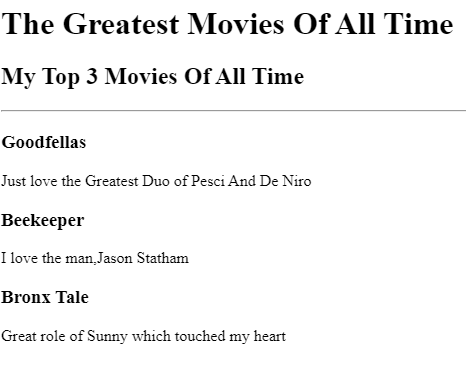 The Greatest Movies Of All Time
My Top 3 Movies Of All Time
Goodfellas
Just love the Greatest Duo of Pesci And De Niro
Beekeeper
I love the man,Jason Statham
Bronx Tale
Great role of Sunny which touched my heart